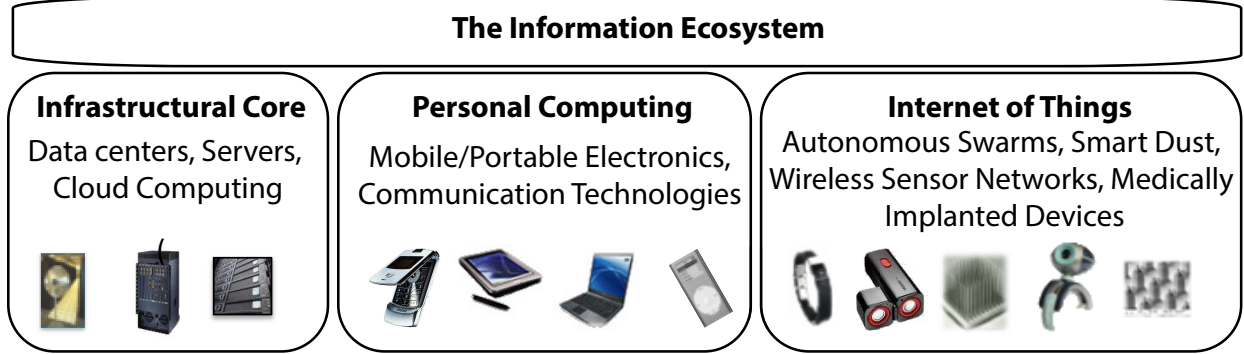 The Information Ecosystem
Infrastructural Core
Data centers, Servers,
Cloud Computing
Personal Computing
Mobile/Portable Electronics,
Communication Technologies
Internet of Things
Autonomous Swarms, Smart Dust,
Wireless Sensor Networks, Medically
Implanted Devices